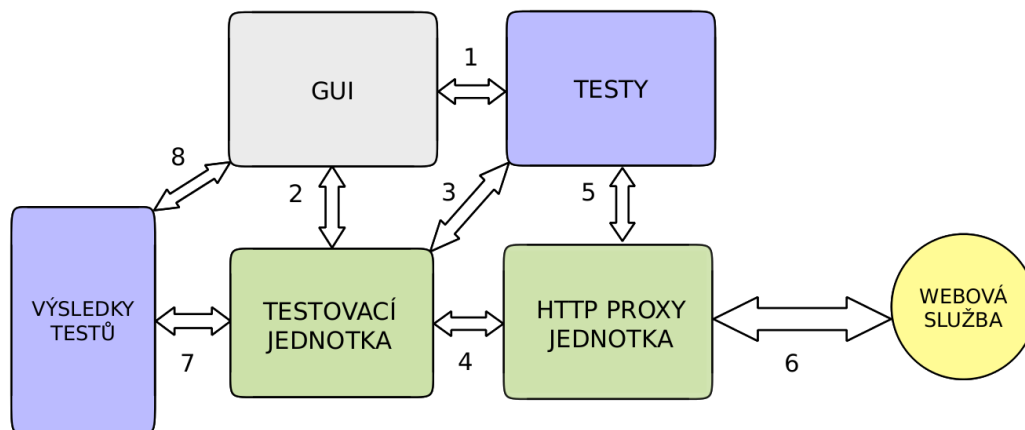 1
GUI
TESTY
8
2
3
5
VÝSLEDKY
TESTŮ
TESTOVACÍ
JEDNOTKA
HTTP PROXY
JEDNOTKA
WEBOVÁ
SLUŽBA
7
4
6